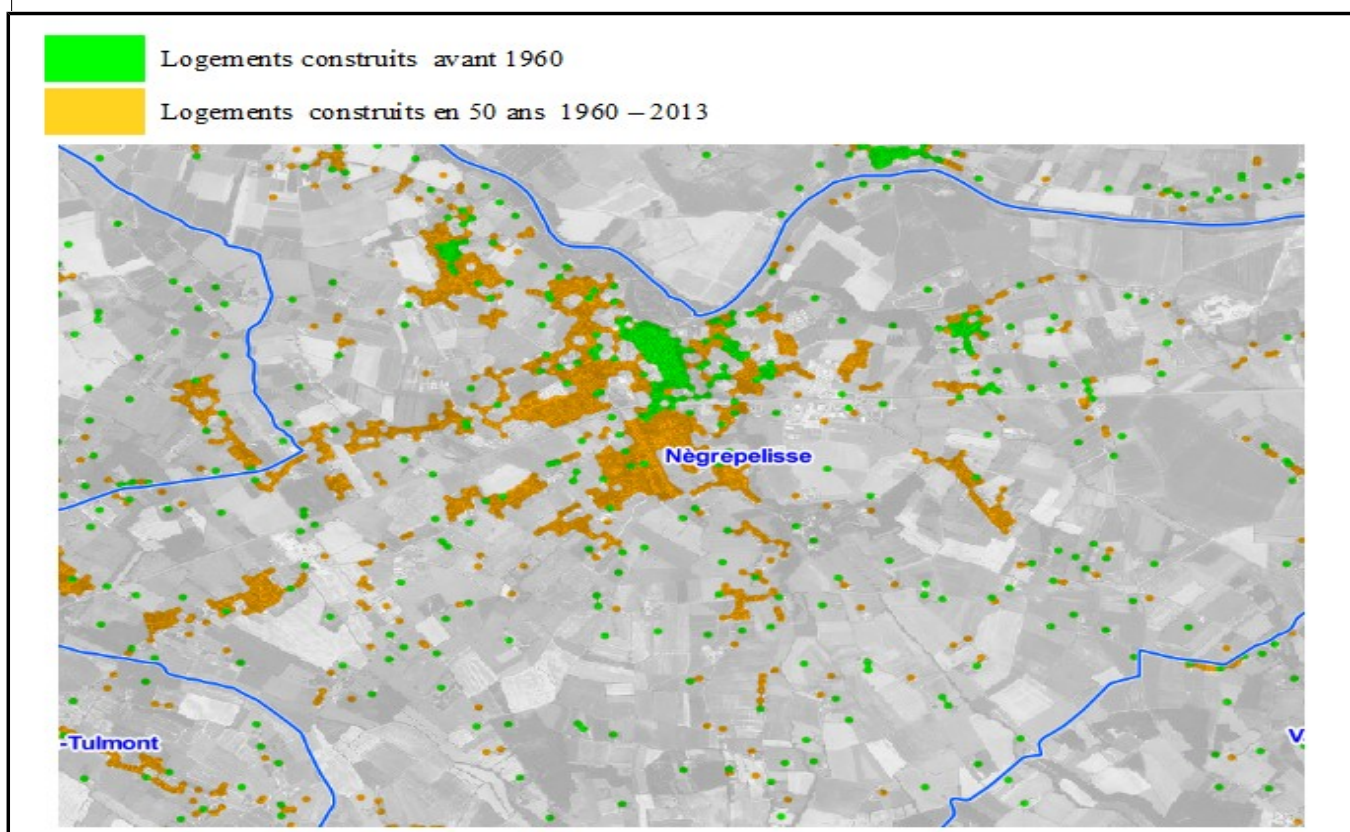 Logements construits avant 1960
Logements construits en 50 ans 1960 – 2013
Nègrepelisse
-Tulmont
V